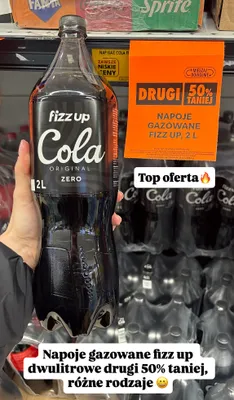 Sprite
fizz up
Cola
ORIGINAL
ZERO
2L
DRUGI 50% TANIEJ
NAPOJE
GAZOWANE
FIZZ UP, 2 L
Top oferta🔥
Napoje gazowane fizz up
dwulitrowe drugi 50% taniej,
różne rodzaje 😀